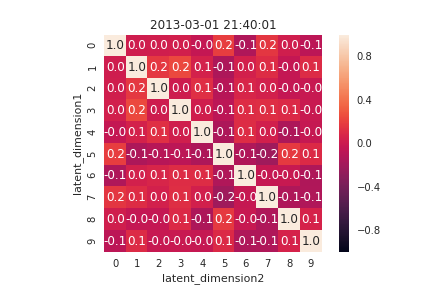 2013-03-01 21:40:01
latent_dimension1
0 1.0 0.0 0.0 0.0 -0.0 0.2 -0.1 0.2 0.0 -0.1
1 0.0 1.0 0.2 0.2 0.1 -0.1 0.0 0.1 -0.0 0.1
2 0.0 0.2 1.0 0.0 0.1 -0.1 0.1 0.0 -0.0 -0.0
3 0.0 0.2 0.0 1.0 0.0 -0.1 0.1 0.1 0.1 -0.0
4 -0.0 0.1 0.1 0.0 1.0 -0.1 0.1 0.0 -0.1 -0.0
5 0.2 -0.1 -0.1 -0.1 -0.1 1.0 -0.1 -0.2 0.2 0.1
6 -0.1 0.0 0.1 0.1 0.1 -0.1 1.0 -0.0 -0.0 -0.1
7 0.2 0.1 0.0 0.1 0.0 -0.2 -0.0 1.0 -0.1 -0.1
8 0.0 -0.0 -0.0 0.1 -0.1 0.2 -0.0 -0.1 1.0 0.1
9 -0.1 0.1 -0.0 -0.0 -0.0 0.1 -0.1 -0.1 0.1 1.0
0 1 2 3 4 5 6 7 8 9
latent_dimension2
0.8
0.4
0.0
-0.4
-0.8